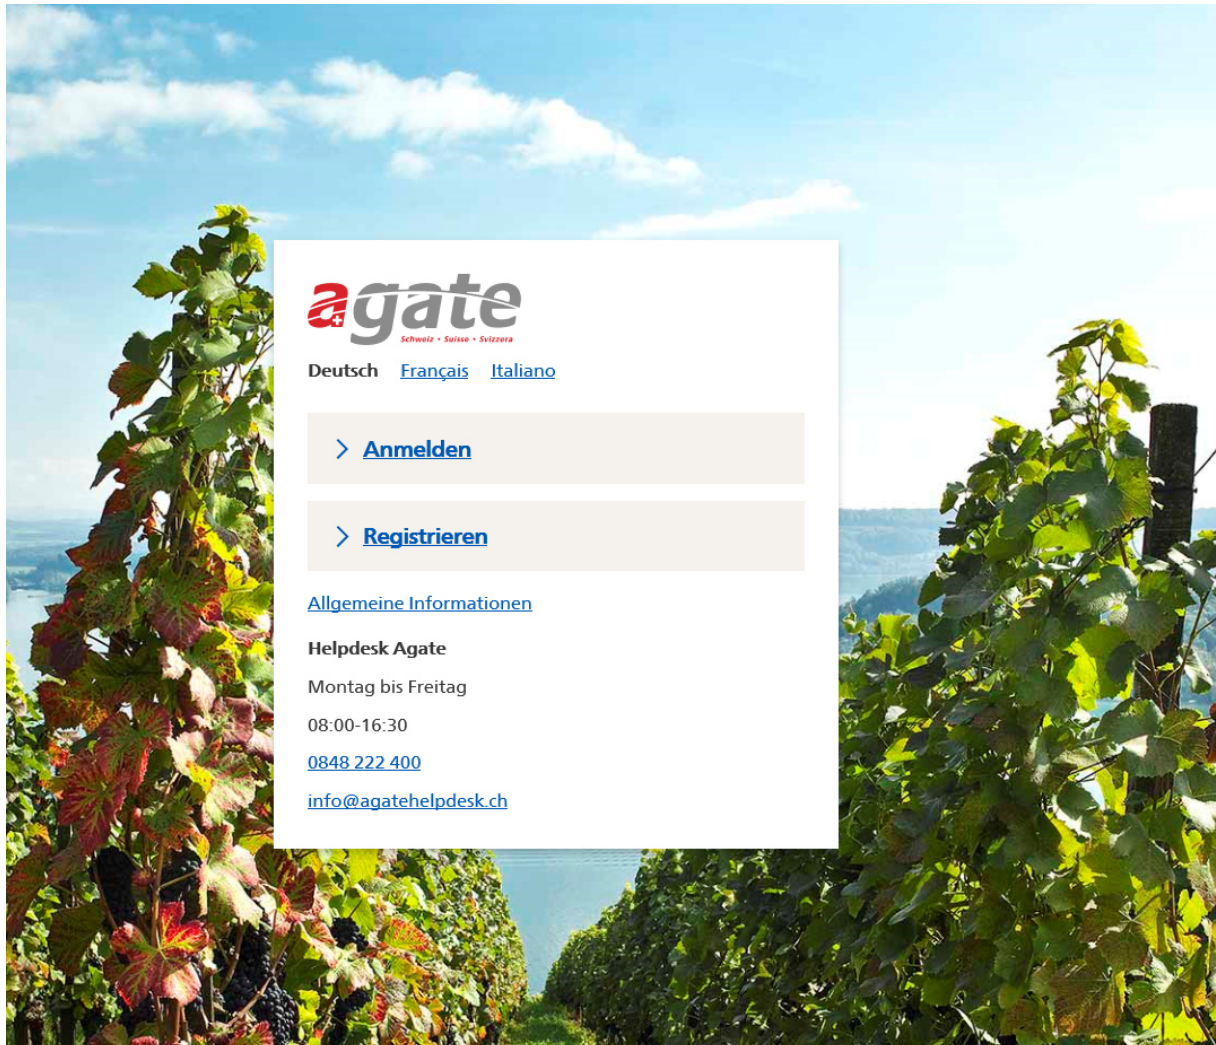 agate
Schweiz • Suisse • Svizzera
Deutsch Français Italiano
Anmelden
Registrieren
Allgemeine Informationen
Helpdesk Agate
Montag bis Freitag
08:00-16:30
0848 222 400
info@agatehelpdesk.ch